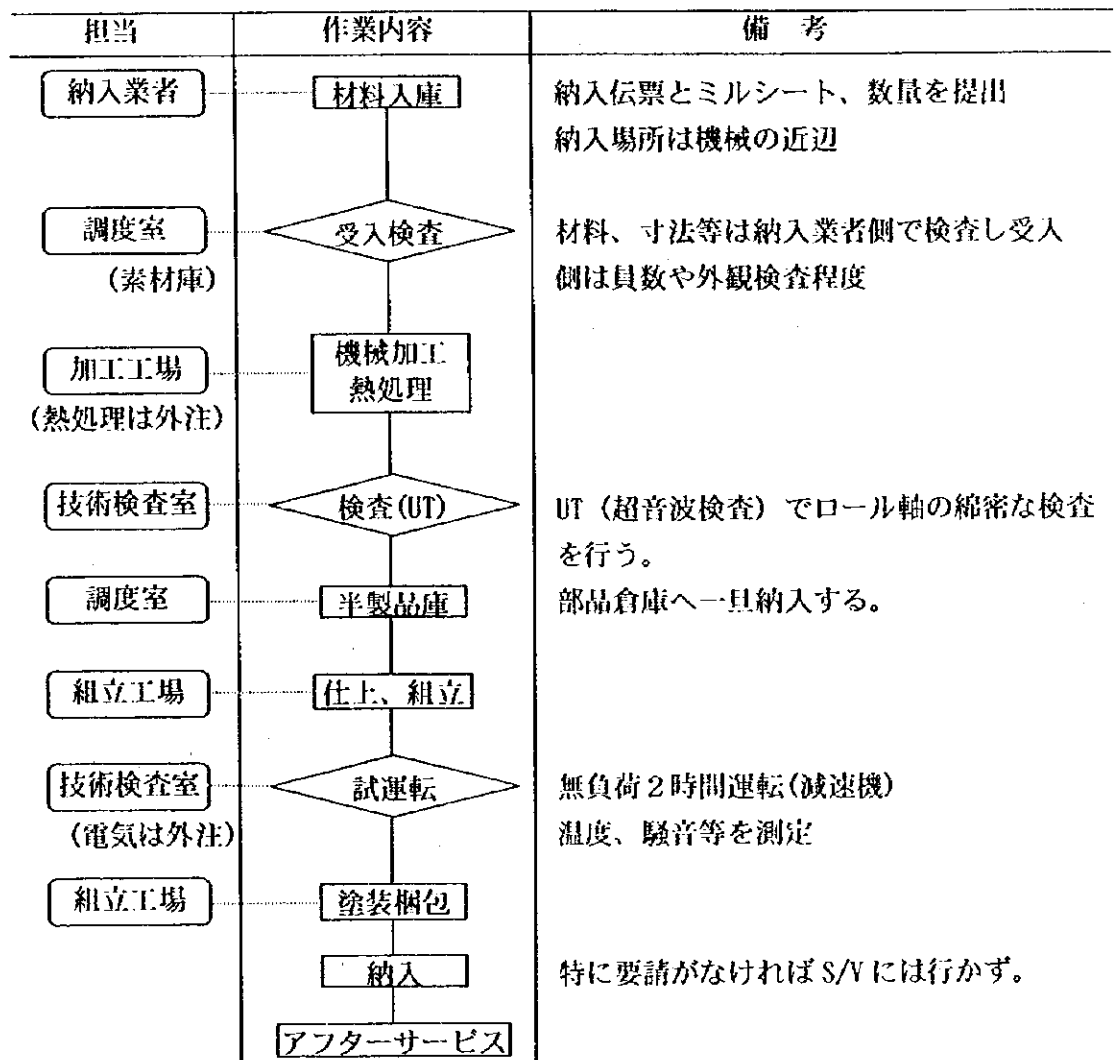 担当 作業内容 備 考
納入業者 材料入庫 納入伝票とミルシート、数量を提出
納入場所は機械の近辺
調度室 受入検査 材料、寸法等は納入業者側で検査し受入
(素材庫) 側は員数や外観検査程度
加工工場 機械加工
熱処理
(熱処理は外注)
技術検査室 検査(UT) UT (超音波検査) でロール軸の綿密な検査
を行う。
調度室 半製品庫 部品倉庫へ一旦納入する。
組立工場 仕上、組立
技術検査室 試運転 無負荷2時間運転(減速機)
(電気は外注) 温度、騒音等を測定
組立工場 塗装梱包
納入 特に要請がなければS/Vには行かず。
アフターサービス